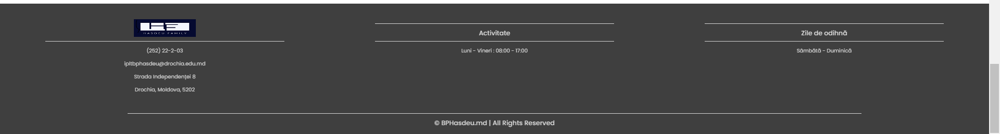 HASDEU FAMILY
(252) 22-2-03
ipltbphasdeu@drochia.edu.md
Strada Independenței 8
Drochia, Moldova, 5202
Activitate
Luni - Vineri : 08:00 - 17:00
Zile de odihnă
Sâmbătă - Duminică
© BPHasdeu.md | All Rights Reserved